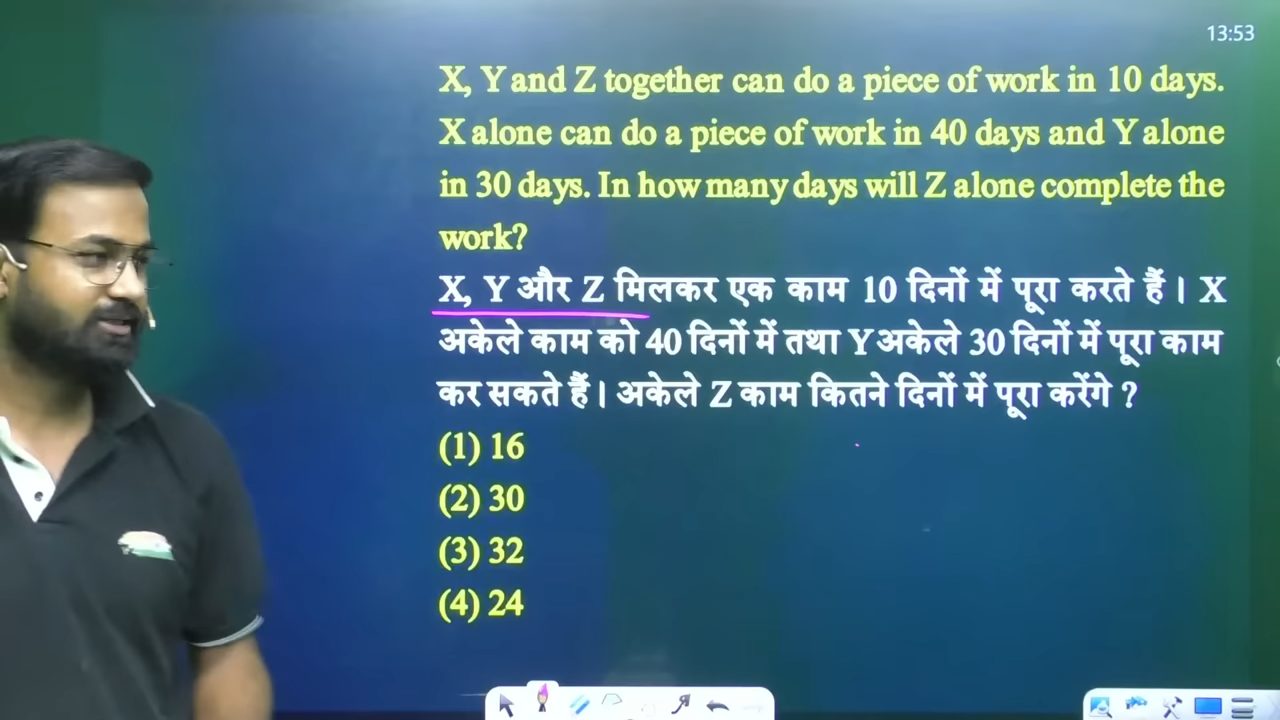 13:53
X, Y and Z together can do a piece of work in 10 days.
X alone can do a piece of work in 40 days and Y alone
in 30 days. In how many days will Z alone complete the
work?
X, Y और Z मिलकर एक काम 10 दिनों में पूरा करते हैं। X
अकेले काम को 40 दिनों में तथा Y अकेले 30 दिनों में पूरा काम
कर सकते हैं। अकेले Z काम कितने दिनों में पूरा करेंगे ?
(1) 16
(2) 30
(3) 32
(4) 24